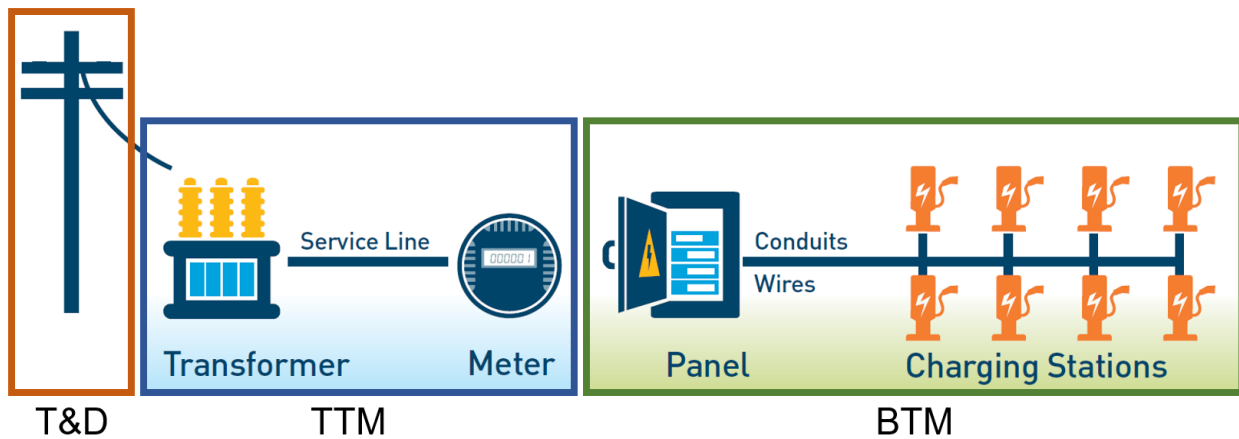 Service Line
000001
Transformer
Meter
Conduits
Wires
Panel
Charging Stations
T&D
TTM
BTM